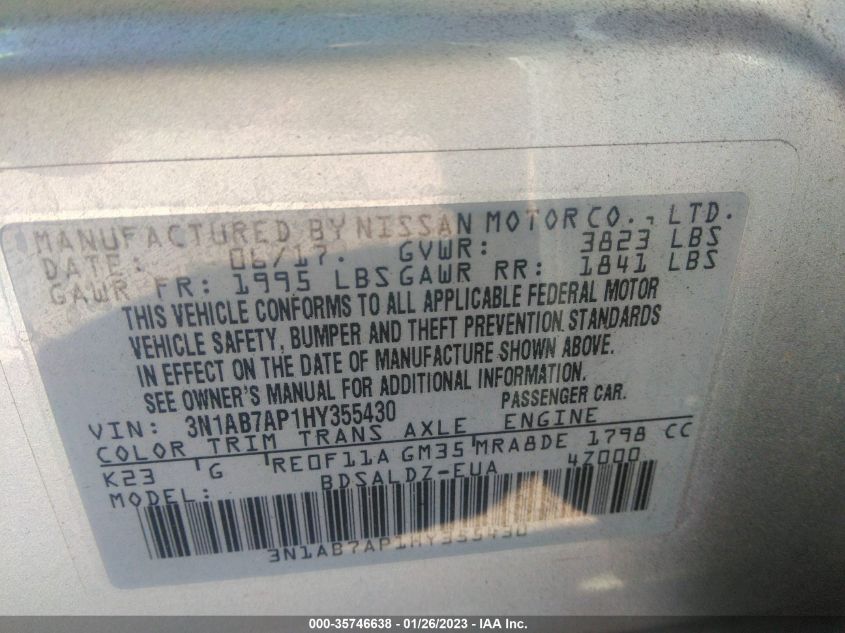 MANUFACTURED BY NISSAN MOTOR CO., LTD.
DATE: 06/17. GVWR: 3823 LBS
GAWR FR: 1995 LBS GAWR RR: 1841 LBS
THIS VEHICLE CONFORMS TO ALL APPLICABLE FEDERAL MOTOR
VEHICLE SAFETY, BUMPER AND THEFT PREVENTION STANDARDS
IN EFFECT ON THE DATE OF MANUFACTURE SHOWN ABOVE.
SEE OWNER'S MANUAL FOR ADDITIONAL INFORMATION.
VIN: 3N1AB7AP1HY355430 PASSENGER CAR.
COLOR TRIM TRANS AXLE ENGINE
K23 G RE0F11A GM35 MRA8DE 1798 CC
MODEL: BDSALDZ-EUA 4Z000
3N1AB7AP1HY355430
000-35746638 - 01/26/2023 - IAA Inc.